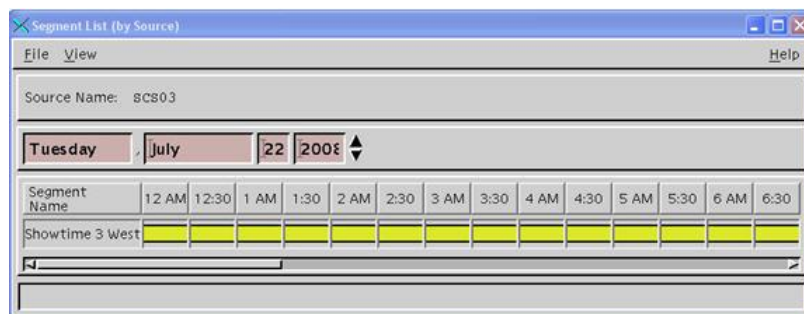 Segment List (by Source)
File View Help
Source Name: SCS03
Tuesday , July 22 2008
Segment Name 12 AM 12:30 1 AM 1:30 2 AM 2:30 3 AM 3:30 4 AM 4:30 5 AM 5:30 6 AM 6:30
Showtime 3 West